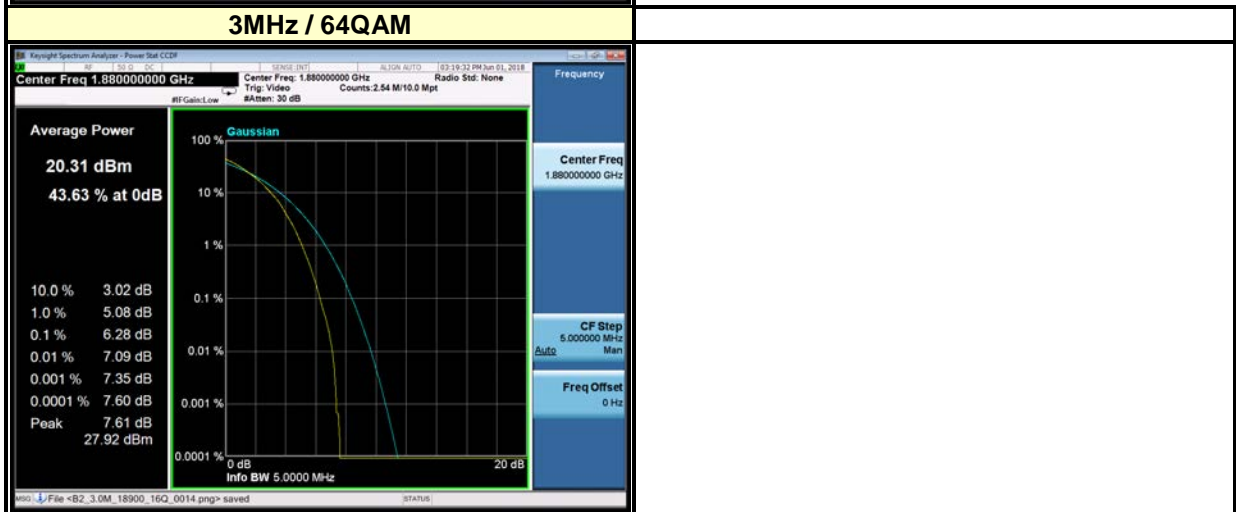 3MHz / 64QAM
Keysight Spectrum Analyzer - Power Stat CCDF
RF 50 Ω DC SENSE:INT ALIGN AUTO 03:19:32 PM Jun 01, 2018
Center Freq 1.880000000 GHz
Center Freq: 1.880000000 GHz Radio Std: None
Trig: Video Counts:2.54 M/10.0 Mpt
#IFGain:Low #Atten: 30 dB
Frequency
Average Power
20.31 dBm
43.63 % at 0dB
10.0 % 3.02 dB
1.0 % 5.08 dB
0.1 % 6.28 dB
0.01 % 7.09 dB
0.001 % 7.35 dB
0.0001 % 7.60 dB
Peak 7.61 dB
27.92 dBm
Gaussian
100 %
10 %
1 %
0.1 %
0.01 %
0.001 %
0.0001 %
0 dB 20 dB
Info BW 5.0000 MHz
Center Freq
1.880000000 GHz
CF Step
5.000000 MHz
Auto Man
Freq Offset
0 Hz
MSG File <B2_3.0M_18900_16Q_0014.png> saved STATUS